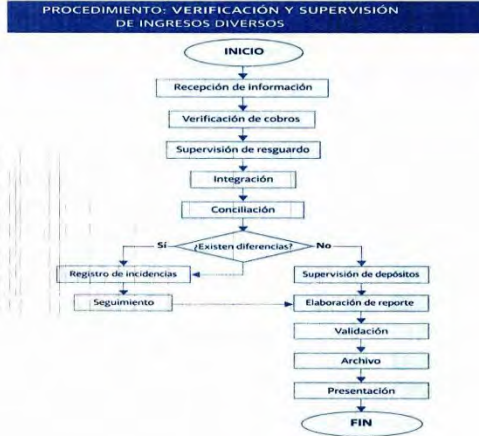 PROCEDIMIENTO: VERIFICACIÓN Y SUPERVISIÓN
DE INGRESOS DIVERSOS
INICIO
Recepción de información
Verificación de cobros
Supervisión de resguardo
Integración
Conciliación
¿Existen diferencias?
Sí
No
Registro de incidencias
Seguimiento
Supervisión de depósitos
Elaboración de reporte
Validación
Archivo
Presentación
FIN